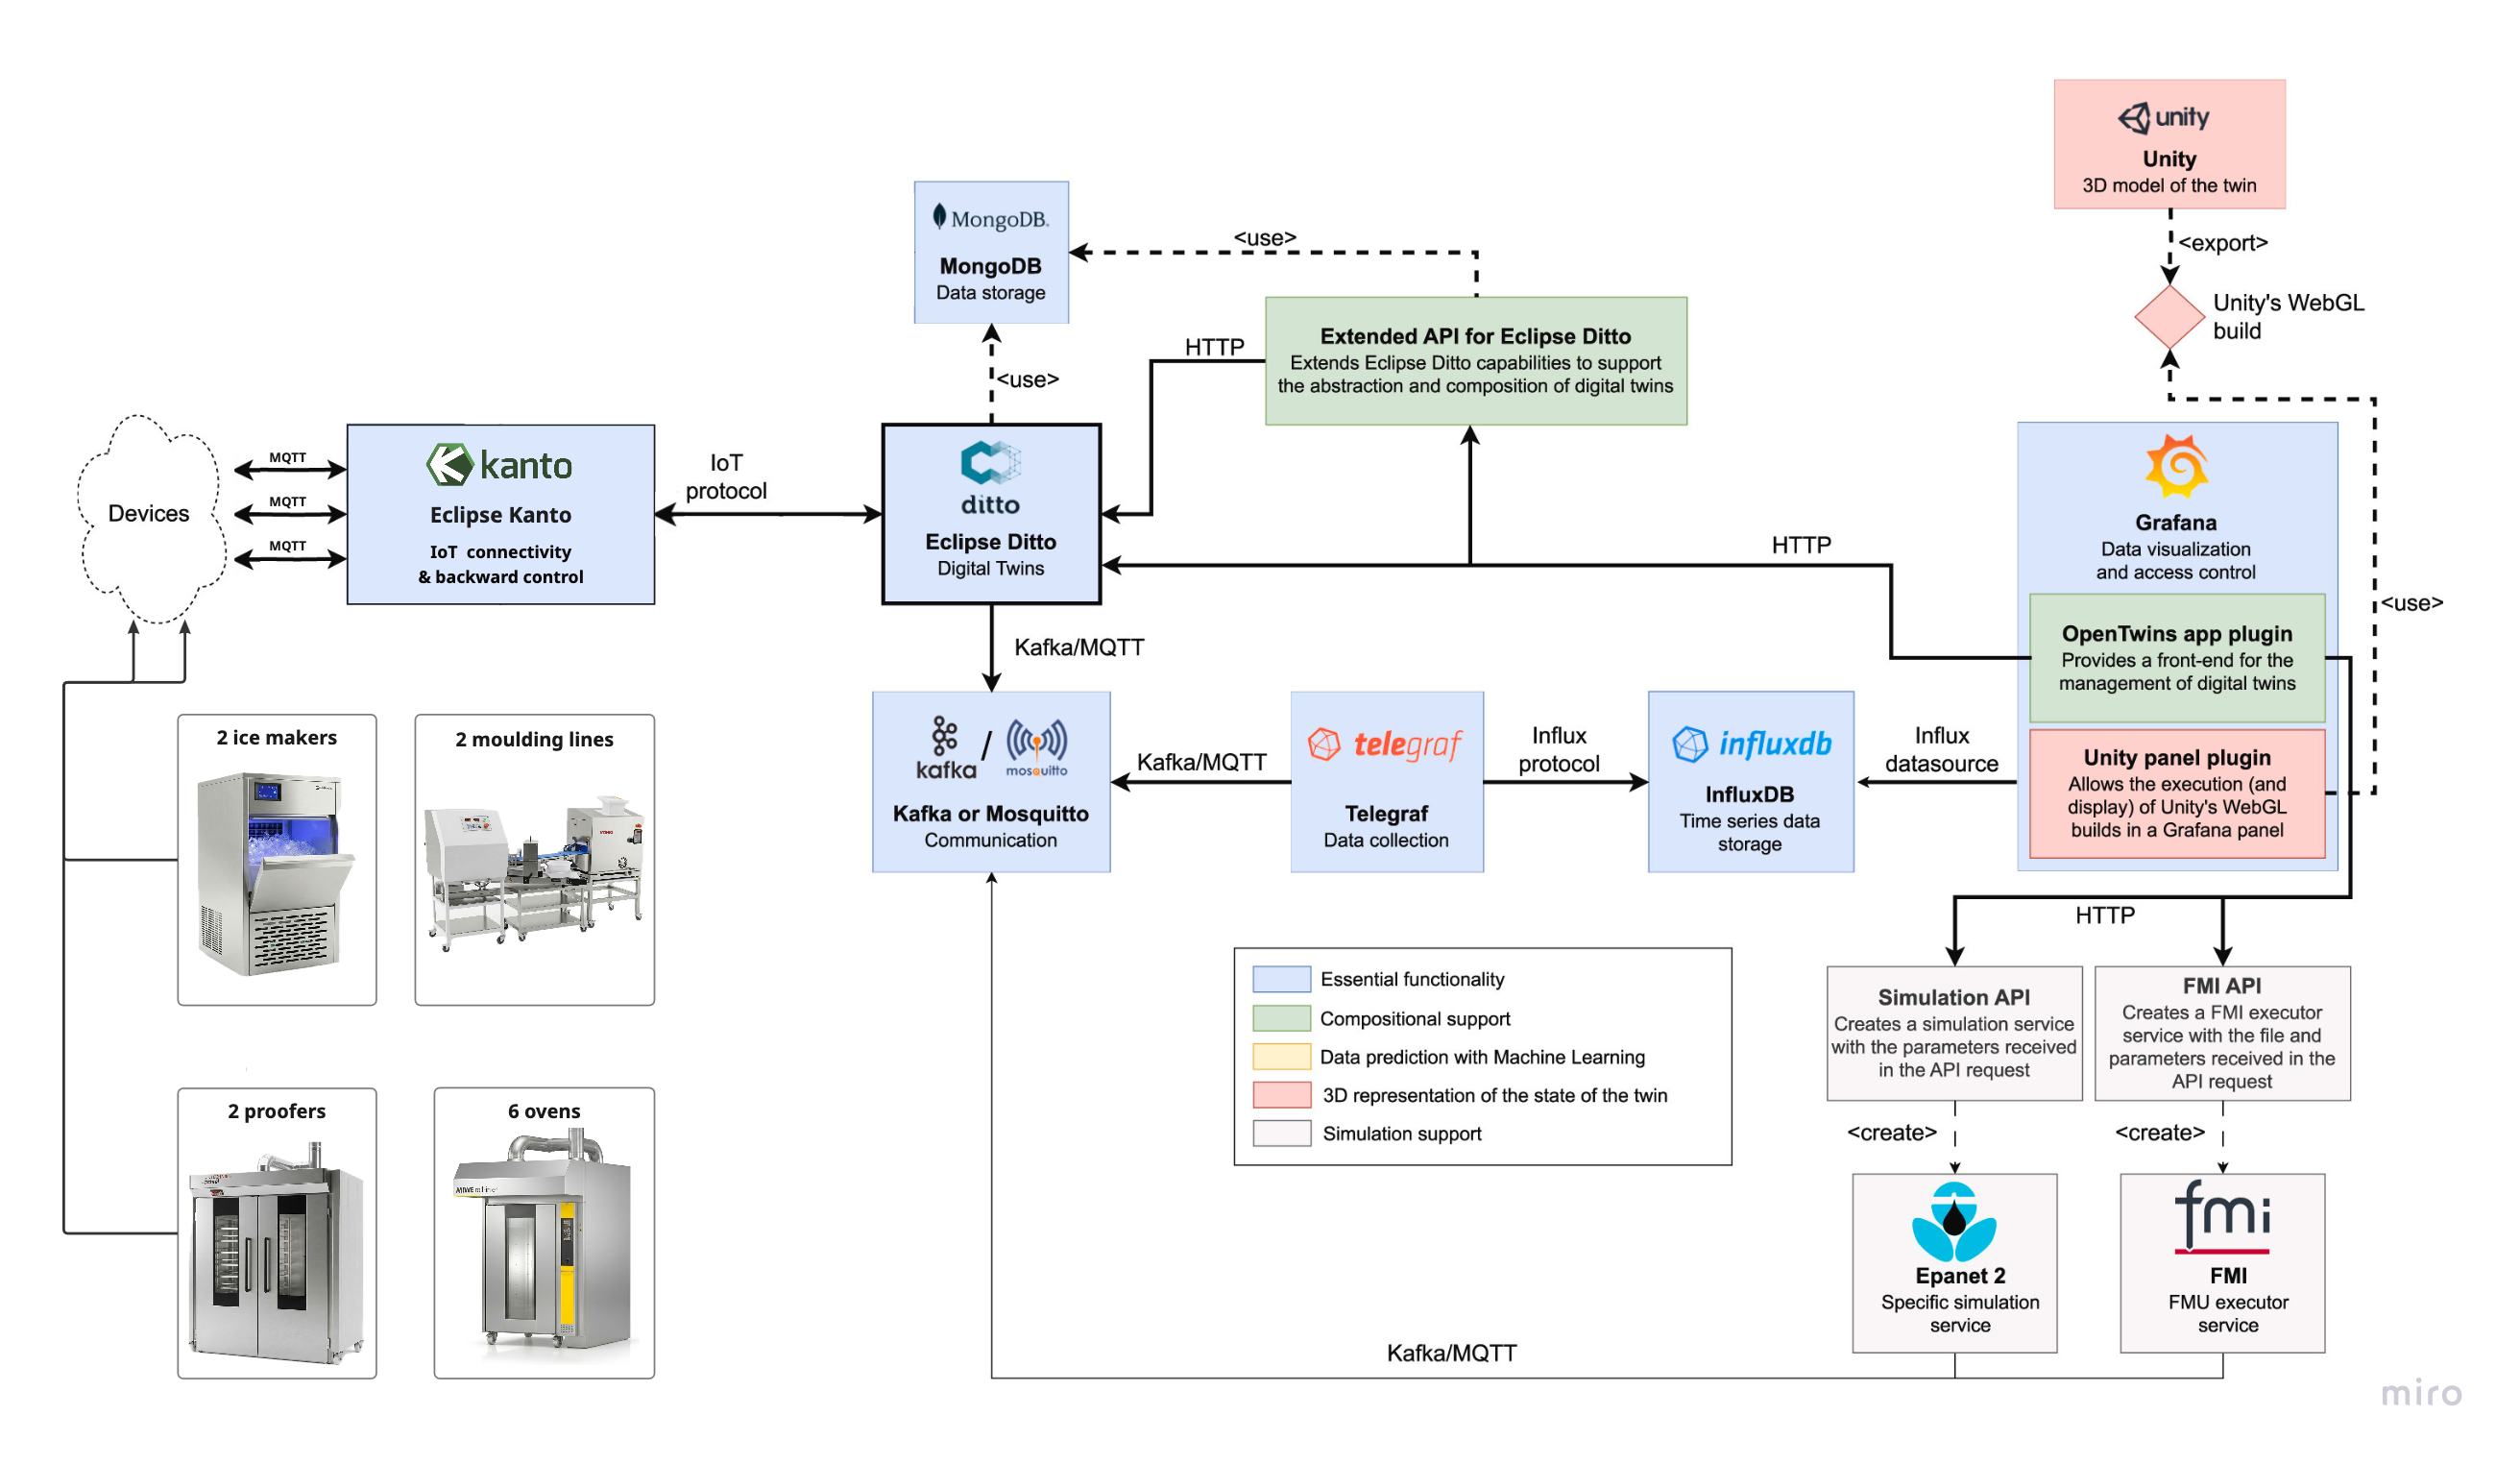 unity
Unity
3D model of the twin
<export>
Unity's WebGL
build
MongoDB.
MongoDB
Data storage
<use>
<use>
HTTP
Extended API for Eclipse Ditto
Extends Eclipse Ditto capabilities to support
the abstraction and composition of digital twins
Devices
MQTT
MQTT
MQTT
kanto
Eclipse Kanto
IoT connectivity
& backward control
IoT
protocol
ditto
Eclipse Ditto
Digital Twins
HTTP
Grafana
Data visualization
and access control
<use>
OpenTwins app plugin
Provides a front-end for the
management of digital twins
Unity panel plugin
Allows the execution (and
display) of Unity's WebGL
builds in a Grafana panel
Kafka/MQTT
kafka / mosquitto
Kafka or Mosquitto
Communication
Kafka/MQTT
telegraf
Telegraf
Data collection
Influx
protocol
influxdb
InfluxDB
Time series data
storage
Influx
datasource
2 ice makers
2 moulding lines
2 proofers
6 ovens
MIWE roll-in e+
HTTP
Essential functionality
Compositional support
Data prediction with Machine Learning
3D representation of the state of the twin
Simulation support
Simulation API
Creates a simulation service
with the parameters received
in the API request
FMI API
Creates a FMI executor
service with the file and
parameters received in the
API request
<create>
<create>
Epanet 2
Specific simulation
service
fmi
FMI
FMU executor
service
Kafka/MQTT
miro